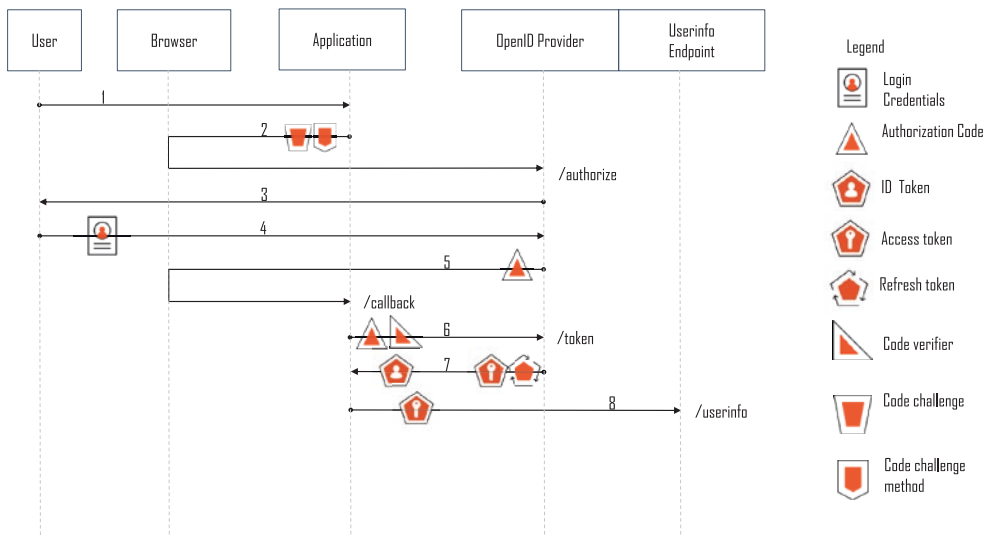 User
Browser
Application
OpenID Provider
Userinfo
Endpoint
Legend
Login
Credentials
1
2
Authorization Code
/authorize
3
ID Token
4
Access token
5
Refresh token
/callback
6
/token
Code verifier
7
8
/userinfo
Code challenge
Code challenge
method